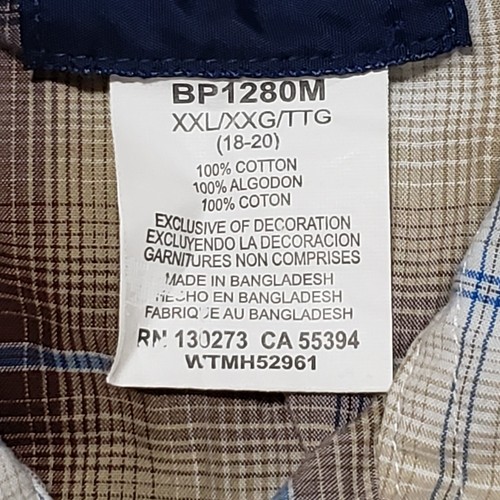 BP1280M
XXL/XXG/TTG
(18-20)
100% COTTON
100% ALGODON
100% COTON
EXCLUSIVE OF DECORATION
EXCLUYENDO LA DECORACION
GARNITURES NON COMPRISES
MADE IN BANGLADESH
HECHO EN BANGLADESH
FABRIQUE AU BANGLADESH
RN 130273 CA 55394
WTMH52961